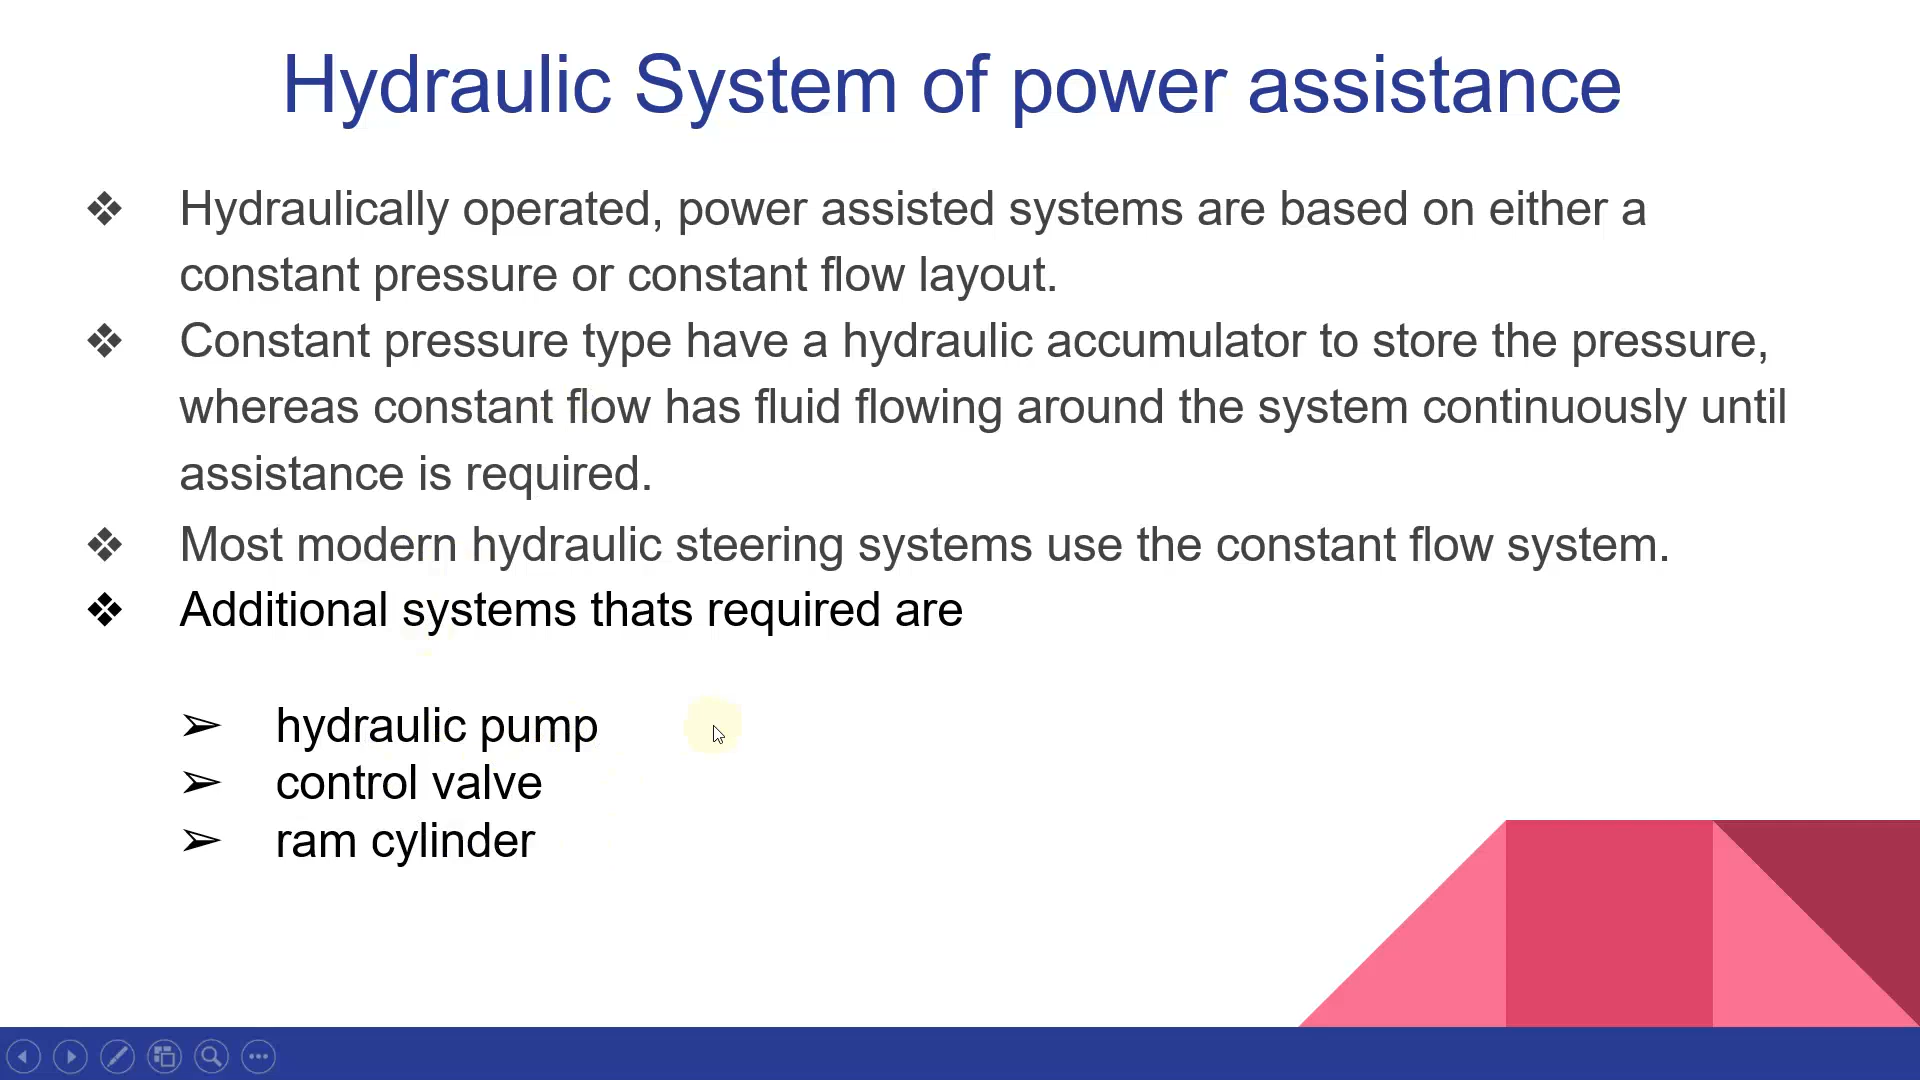 Hydraulic System of power assistance
❖ Hydraulically operated, power assisted systems are based on either a
constant pressure or constant flow layout.
❖ Constant pressure type have a hydraulic accumulator to store the pressure,
whereas constant flow has fluid flowing around the system continuously until
assistance is required.
❖ Most modern hydraulic steering systems use the constant flow system.
❖ Additional systems thats required are
➢ hydraulic pump
➢ control valve
➢ ram cylinder